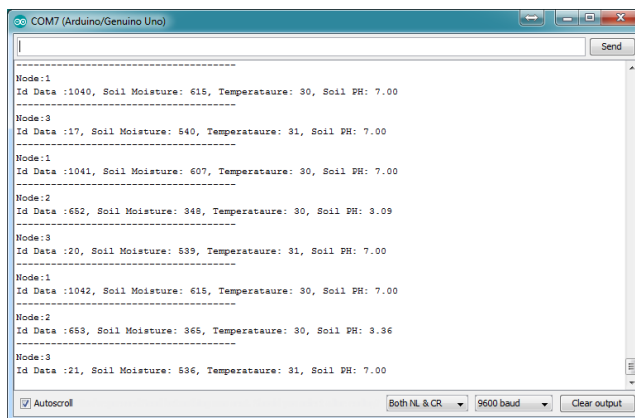 COM7 (Arduino/Genuino Uno)
Send
--------------------------------------
Node:1
Id Data :1040, Soil Moisture: 615, Temperataure: 30, Soil PH: 7.00
--------------------------------------
Node:3
Id Data :17, Soil Moisture: 540, Temperataure: 31, Soil PH: 7.00
--------------------------------------
Node:1
Id Data :1041, Soil Moisture: 607, Temperataure: 30, Soil PH: 7.00
--------------------------------------
Node:2
Id Data :652, Soil Moisture: 348, Temperataure: 30, Soil PH: 3.09
--------------------------------------
Node:3
Id Data :20, Soil Moisture: 539, Temperataure: 31, Soil PH: 7.00
--------------------------------------
Node:1
Id Data :1042, Soil Moisture: 615, Temperataure: 30, Soil PH: 7.00
--------------------------------------
Node:2
Id Data :653, Soil Moisture: 365, Temperataure: 30, Soil PH: 3.36
--------------------------------------
Node:3
Id Data :21, Soil Moisture: 536, Temperataure: 31, Soil PH: 7.00
Autoscroll Both NL & CR 9600 baud Clear output